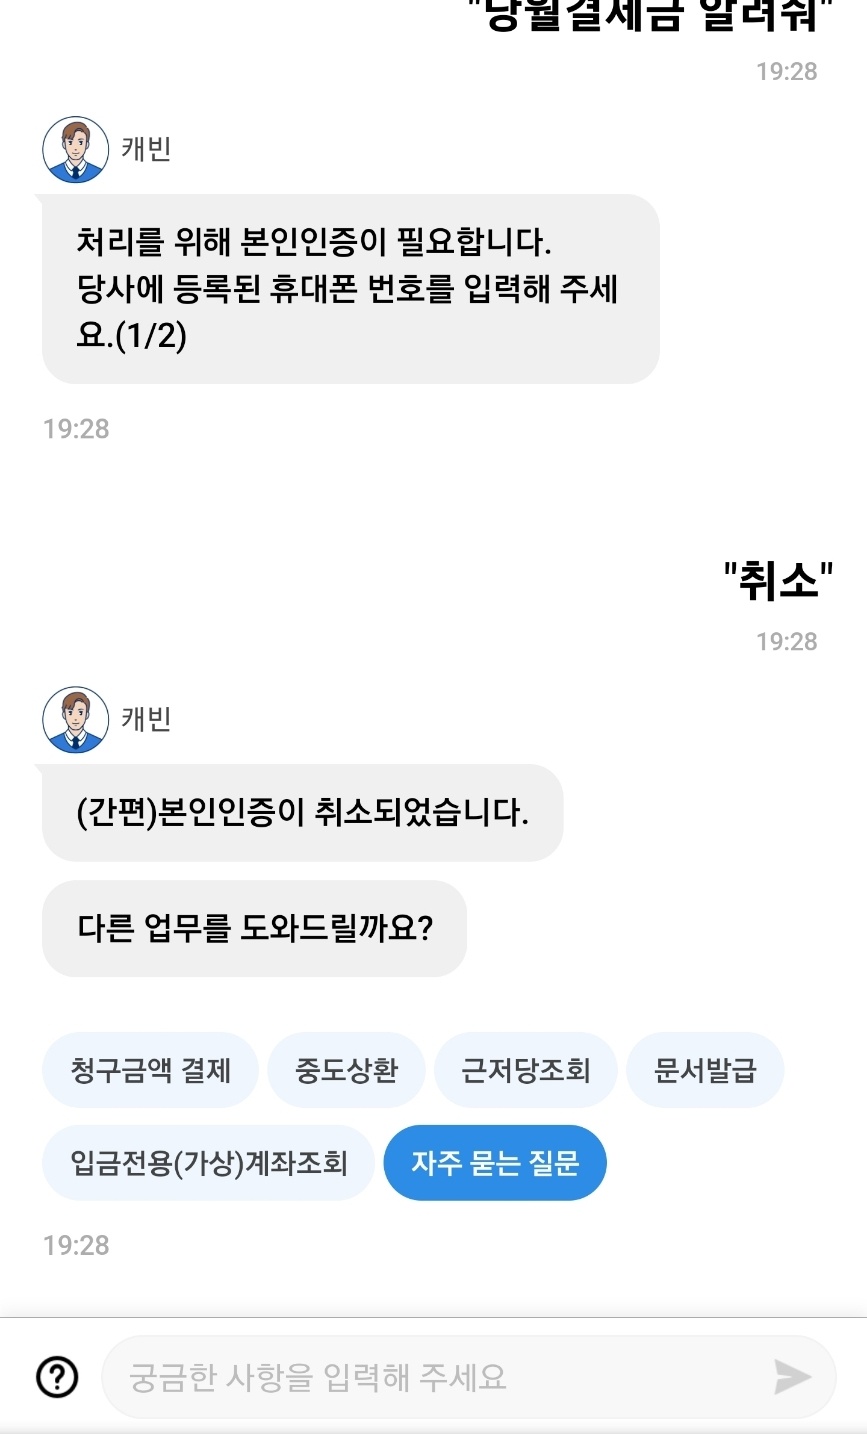 "당월결제금 알려줘"
19:28
캐빈
처리를 위해 본인인증이 필요합니다.
당사에 등록된 휴대폰 번호를 입력해 주세
요.(1/2)
19:28
"취소"
19:28
캐빈
(간편)본인인증이 취소되었습니다.
다른 업무를 도와드릴까요?
청구금액 결제 중도상환 근저당조회 문서발급
입금전용(가상)계좌조회 자주 묻는 질문
19:28
궁금한 사항을 입력해 주세요